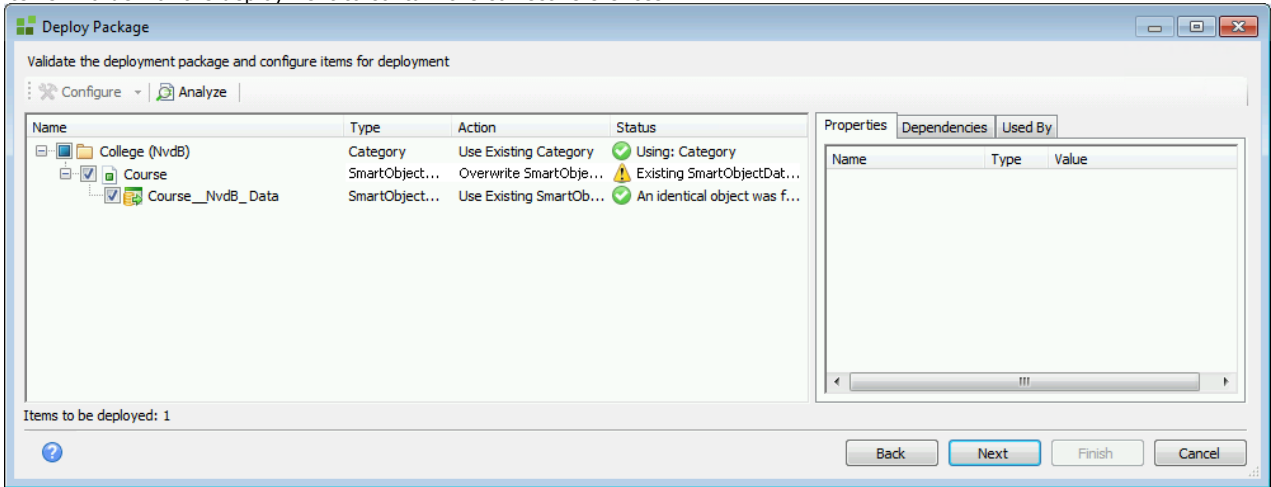 Deploy Package
Validate the deployment package and configure items for deployment
Configure Analyze
Name Type Action Status
College (NvdB) Category Use Existing Category Using: Category
Course SmartObject... Overwrite SmartObje... Existing SmartObjectDat...
Course__NvdB_Data SmartObject... Use Existing SmartOb... An identical object was f...
Properties Dependencies Used By
Name Type Value
Items to be deployed: 1
Back Next Finish Cancel